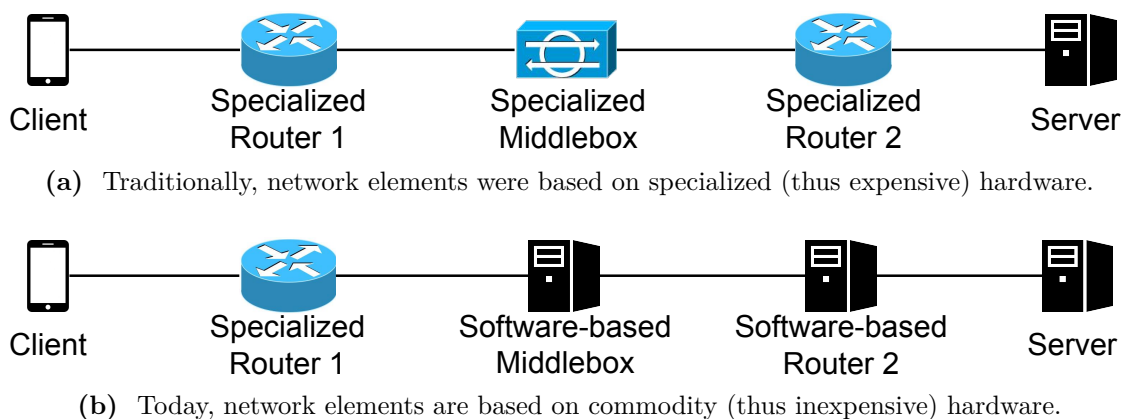 Client
Specialized
Router 1
Specialized
Middlebox
Specialized
Router 2
Server
(a) Traditionally, network elements were based on specialized (thus expensive) hardware.
Client
Specialized
Router 1
Software-based
Middlebox
Software-based
Router 2
Server
(b) Today, network elements are based on commodity (thus inexpensive) hardware.